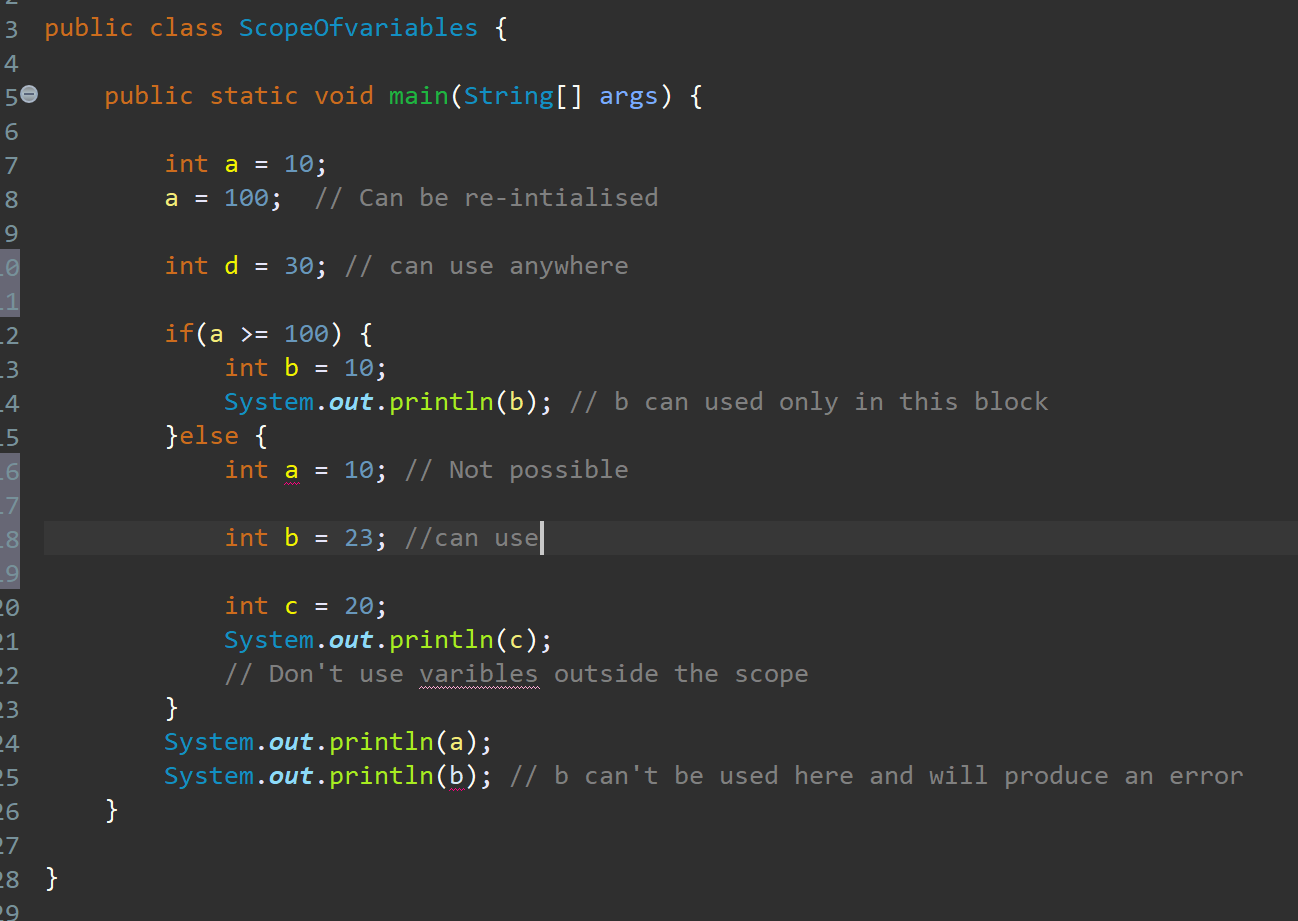 2
3 public class ScopeOfvariables {
4
5 public static void main(String[] args) {
6
7 int a = 10;
8 a = 100;  // Can be re-intialised
9
10 int d = 30; // can use anywhere
11
12 if(a >= 100) {
13 int b = 10;
14 System.out.println(b); // b can used only in this block
15 }else {
16 int a = 10; // Not possible
17
18 int b = 23; //can use
19
20 int c = 20;
21 System.out.println(c);
22 // Don't use varibles outside the scope
23 }
24 System.out.println(a);
25 System.out.println(b); // b can't be used here and will produce an error
26 }
27
28 }
29